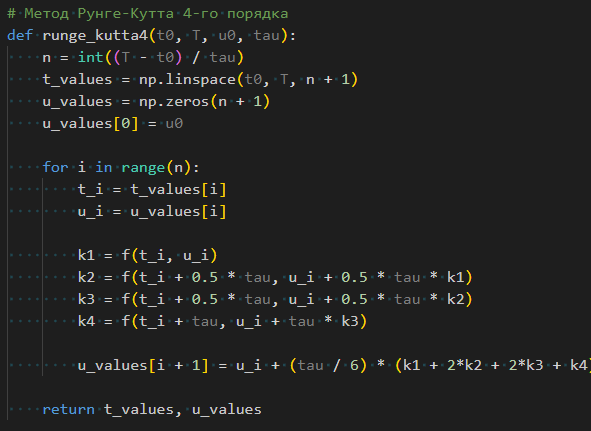 # Метод Рунге-Кутта 4-го порядка
def runge_kutta4(t0, T, u0, tau):
    n = int((T - t0) / tau)
    t_values = np.linspace(t0, T, n + 1)
    u_values = np.zeros(n + 1)
    u_values[0] = u0

    for i in range(n):
        t_i = t_values[i]
        u_i = u_values[i]

        k1 = f(t_i, u_i)
        k2 = f(t_i + 0.5 * tau, u_i + 0.5 * tau * k1)
        k3 = f(t_i + 0.5 * tau, u_i + 0.5 * tau * k2)
        k4 = f(t_i + tau, u_i + tau * k3)

        u_values[i + 1] = u_i + (tau / 6) * (k1 + 2*k2 + 2*k3 + k4)

    return t_values, u_values